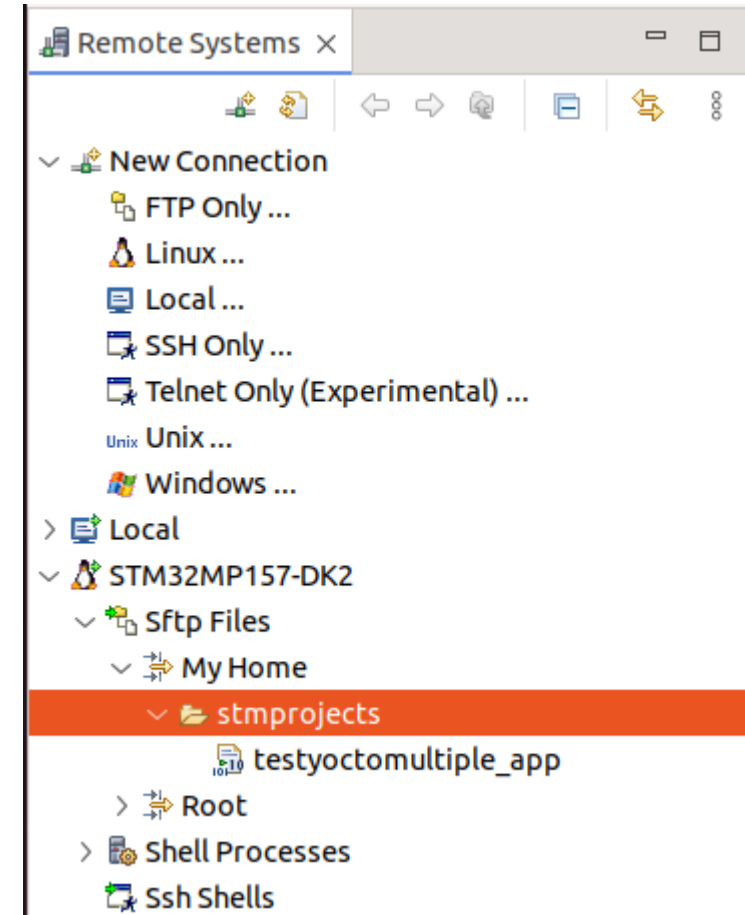 Remote Systems
New Connection
FTP Only ...
Linux ...
Local ...
SSH Only ...
Telnet Only (Experimental) ...
Unix Unix ...
Windows ...
Local
STM32MP157-DK2
Sftp Files
My Home
stmprojects
testyoctomultiple_app
Root
Shell Processes
Ssh Shells